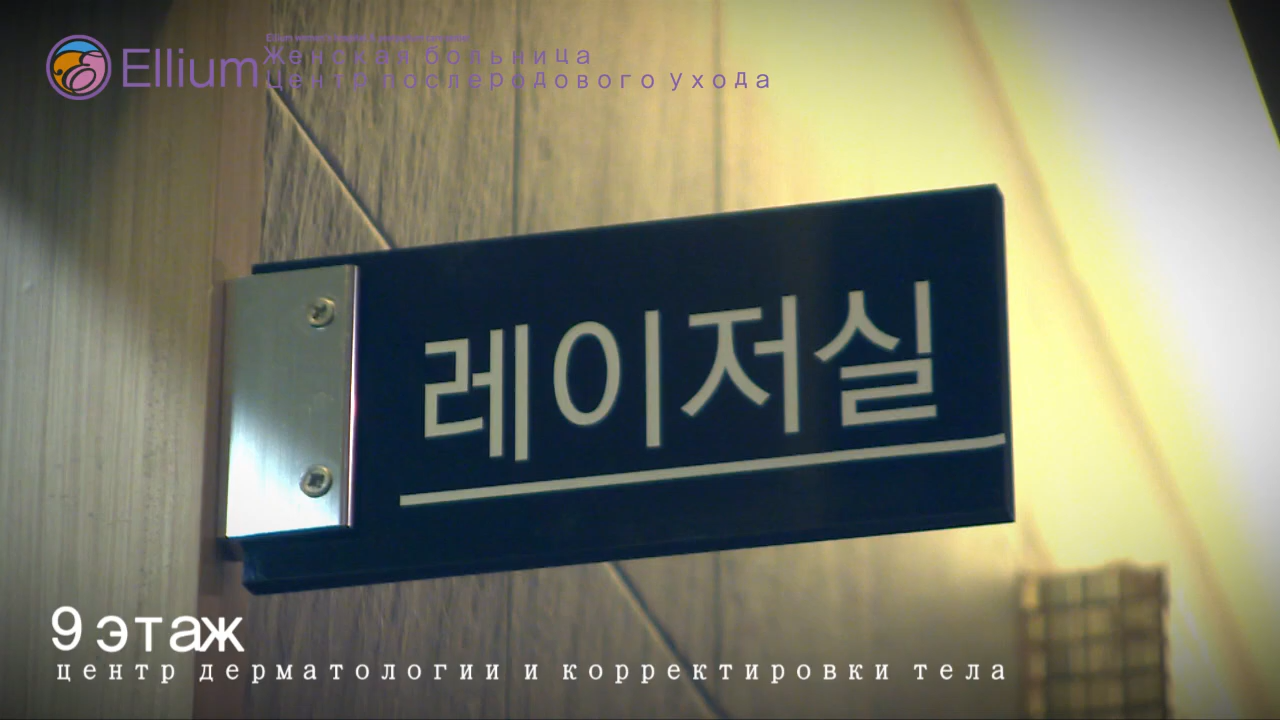 Ellium
Женская больница
Центр послеродового ухода
레이저실
9 этаж
центр дерматологии и корректировки тела